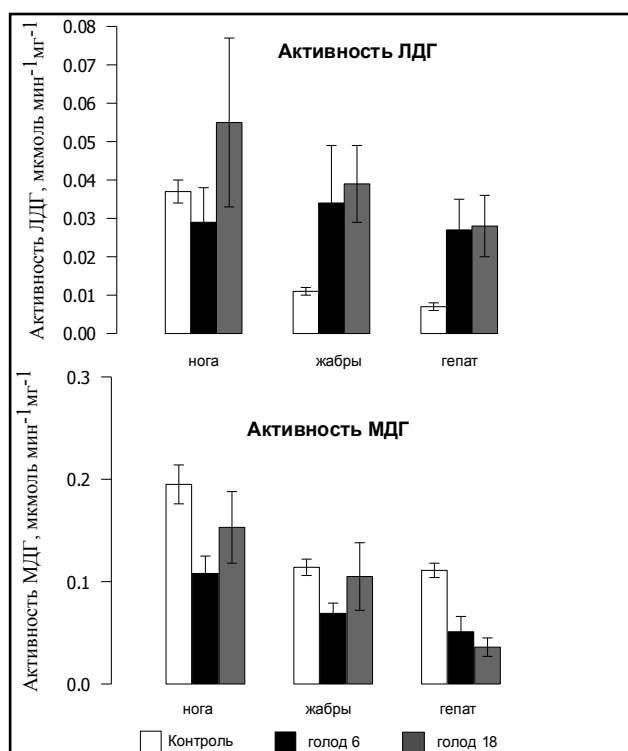 Активность ЛДГ
Активность ЛДГ, мкмоль мин-1мг-1
0.08
0.07
0.06
0.05
0.04
0.03
0.02
0.01
0.00
нога жабры гепат
Активность МДГ
Активность МДГ, мкмоль мин-1мг-1
0.3
0.2
0.1
0.0
нога жабры гепат
Контроль голод 6 голод 18